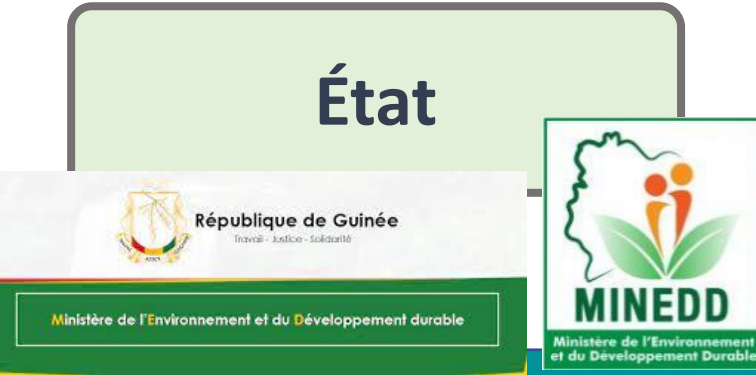 État
République de Guinée
Travail - Justice - Solidarité
Ministère de l'Environnement et du Développement durable
MINEDD
Ministère de l'Environnement
et du Développement Durable